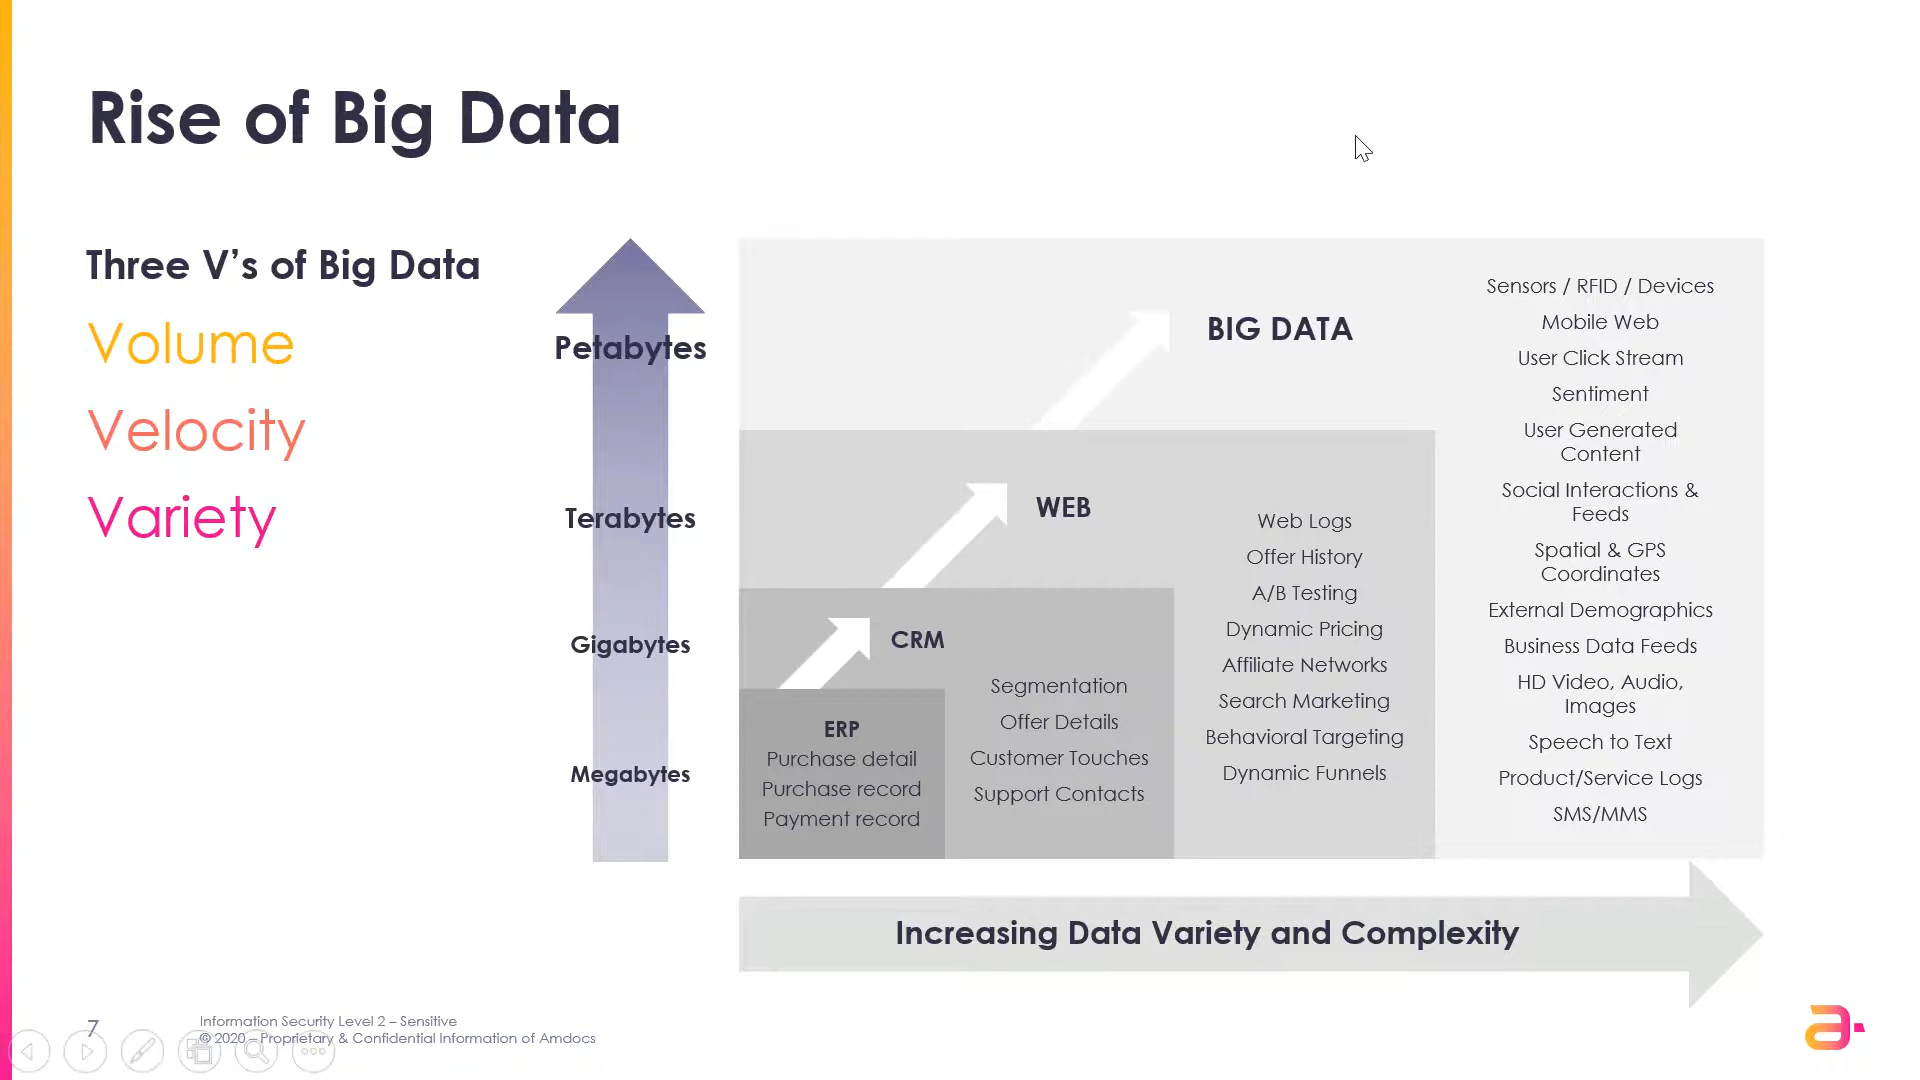 Rise of Big Data
Three V's of Big Data
Volume
Velocity
Variety
Petabytes
Terabytes
Gigabytes
Megabytes
BIG DATA
WEB
CRM
ERP
Purchase detail
Purchase record
Payment record
Segmentation
Offer Details
Customer Touches
Support Contacts
Web Logs
Offer History
A/B Testing
Dynamic Pricing
Affiliate Networks
Search Marketing
Behavioral Targeting
Dynamic Funnels
Sensors / RFID / Devices
Mobile Web
User Click Stream
Sentiment
User Generated
Content
Social Interactions &
Feeds
Spatial & GPS
Coordinates
External Demographics
Business Data Feeds
HD Video, Audio,
Images
Speech to Text
Product/Service Logs
SMS/MMS
Increasing Data Variety and Complexity
7
Information Security Level 2 – Sensitive
© 2020 – Proprietary & Confidential Information of Amdocs
a